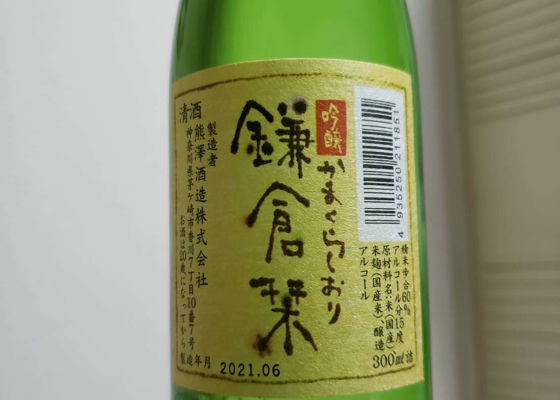 4935250211851
精米歩合60%
アルコール分15度
原材料名:米(国産)
米麹(国産米)、醸造
アルコール
300ml詰
吟醸
かまくらしおり
鎌倉栞
製造者
清酒 熊澤酒造株式会社
神奈川県茅ケ崎市香川7丁目10番7号
お酒は20歳になってから
製造年月 2021.06